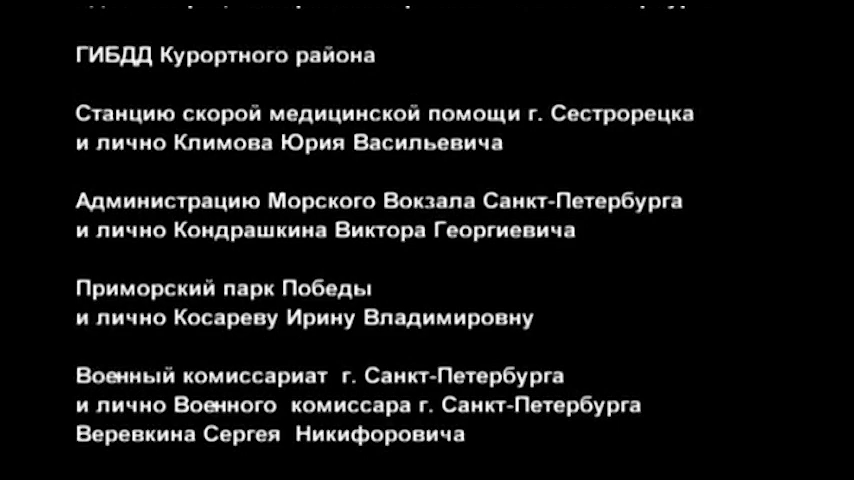 ГИБДД Курортного района
Станцию скорой медицинской помощи г. Сестрорецка
и лично Климова Юрия Васильевича
Администрацию Морского Вокзала Санкт-Петербурга
и лично Кондрашкина Виктора Георгиевича
Приморский парк Победы
и лично Косареву Ирину Владимировну
Военный комиссариат г. Санкт-Петербурга
и лично Военного комиссара г. Санкт-Петербурга
Веревкина Сергея Никифоровича